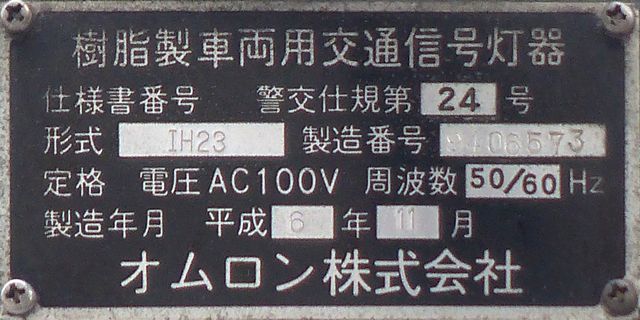 樹脂製車両用交通信号灯器
仕様書番号 警交仕規第 24 号
形式 IH23 製造番号
定格 電圧AC100V 周波数 50/60 Hz
製造年月 平成 6 年 11 月
オムロン株式会社